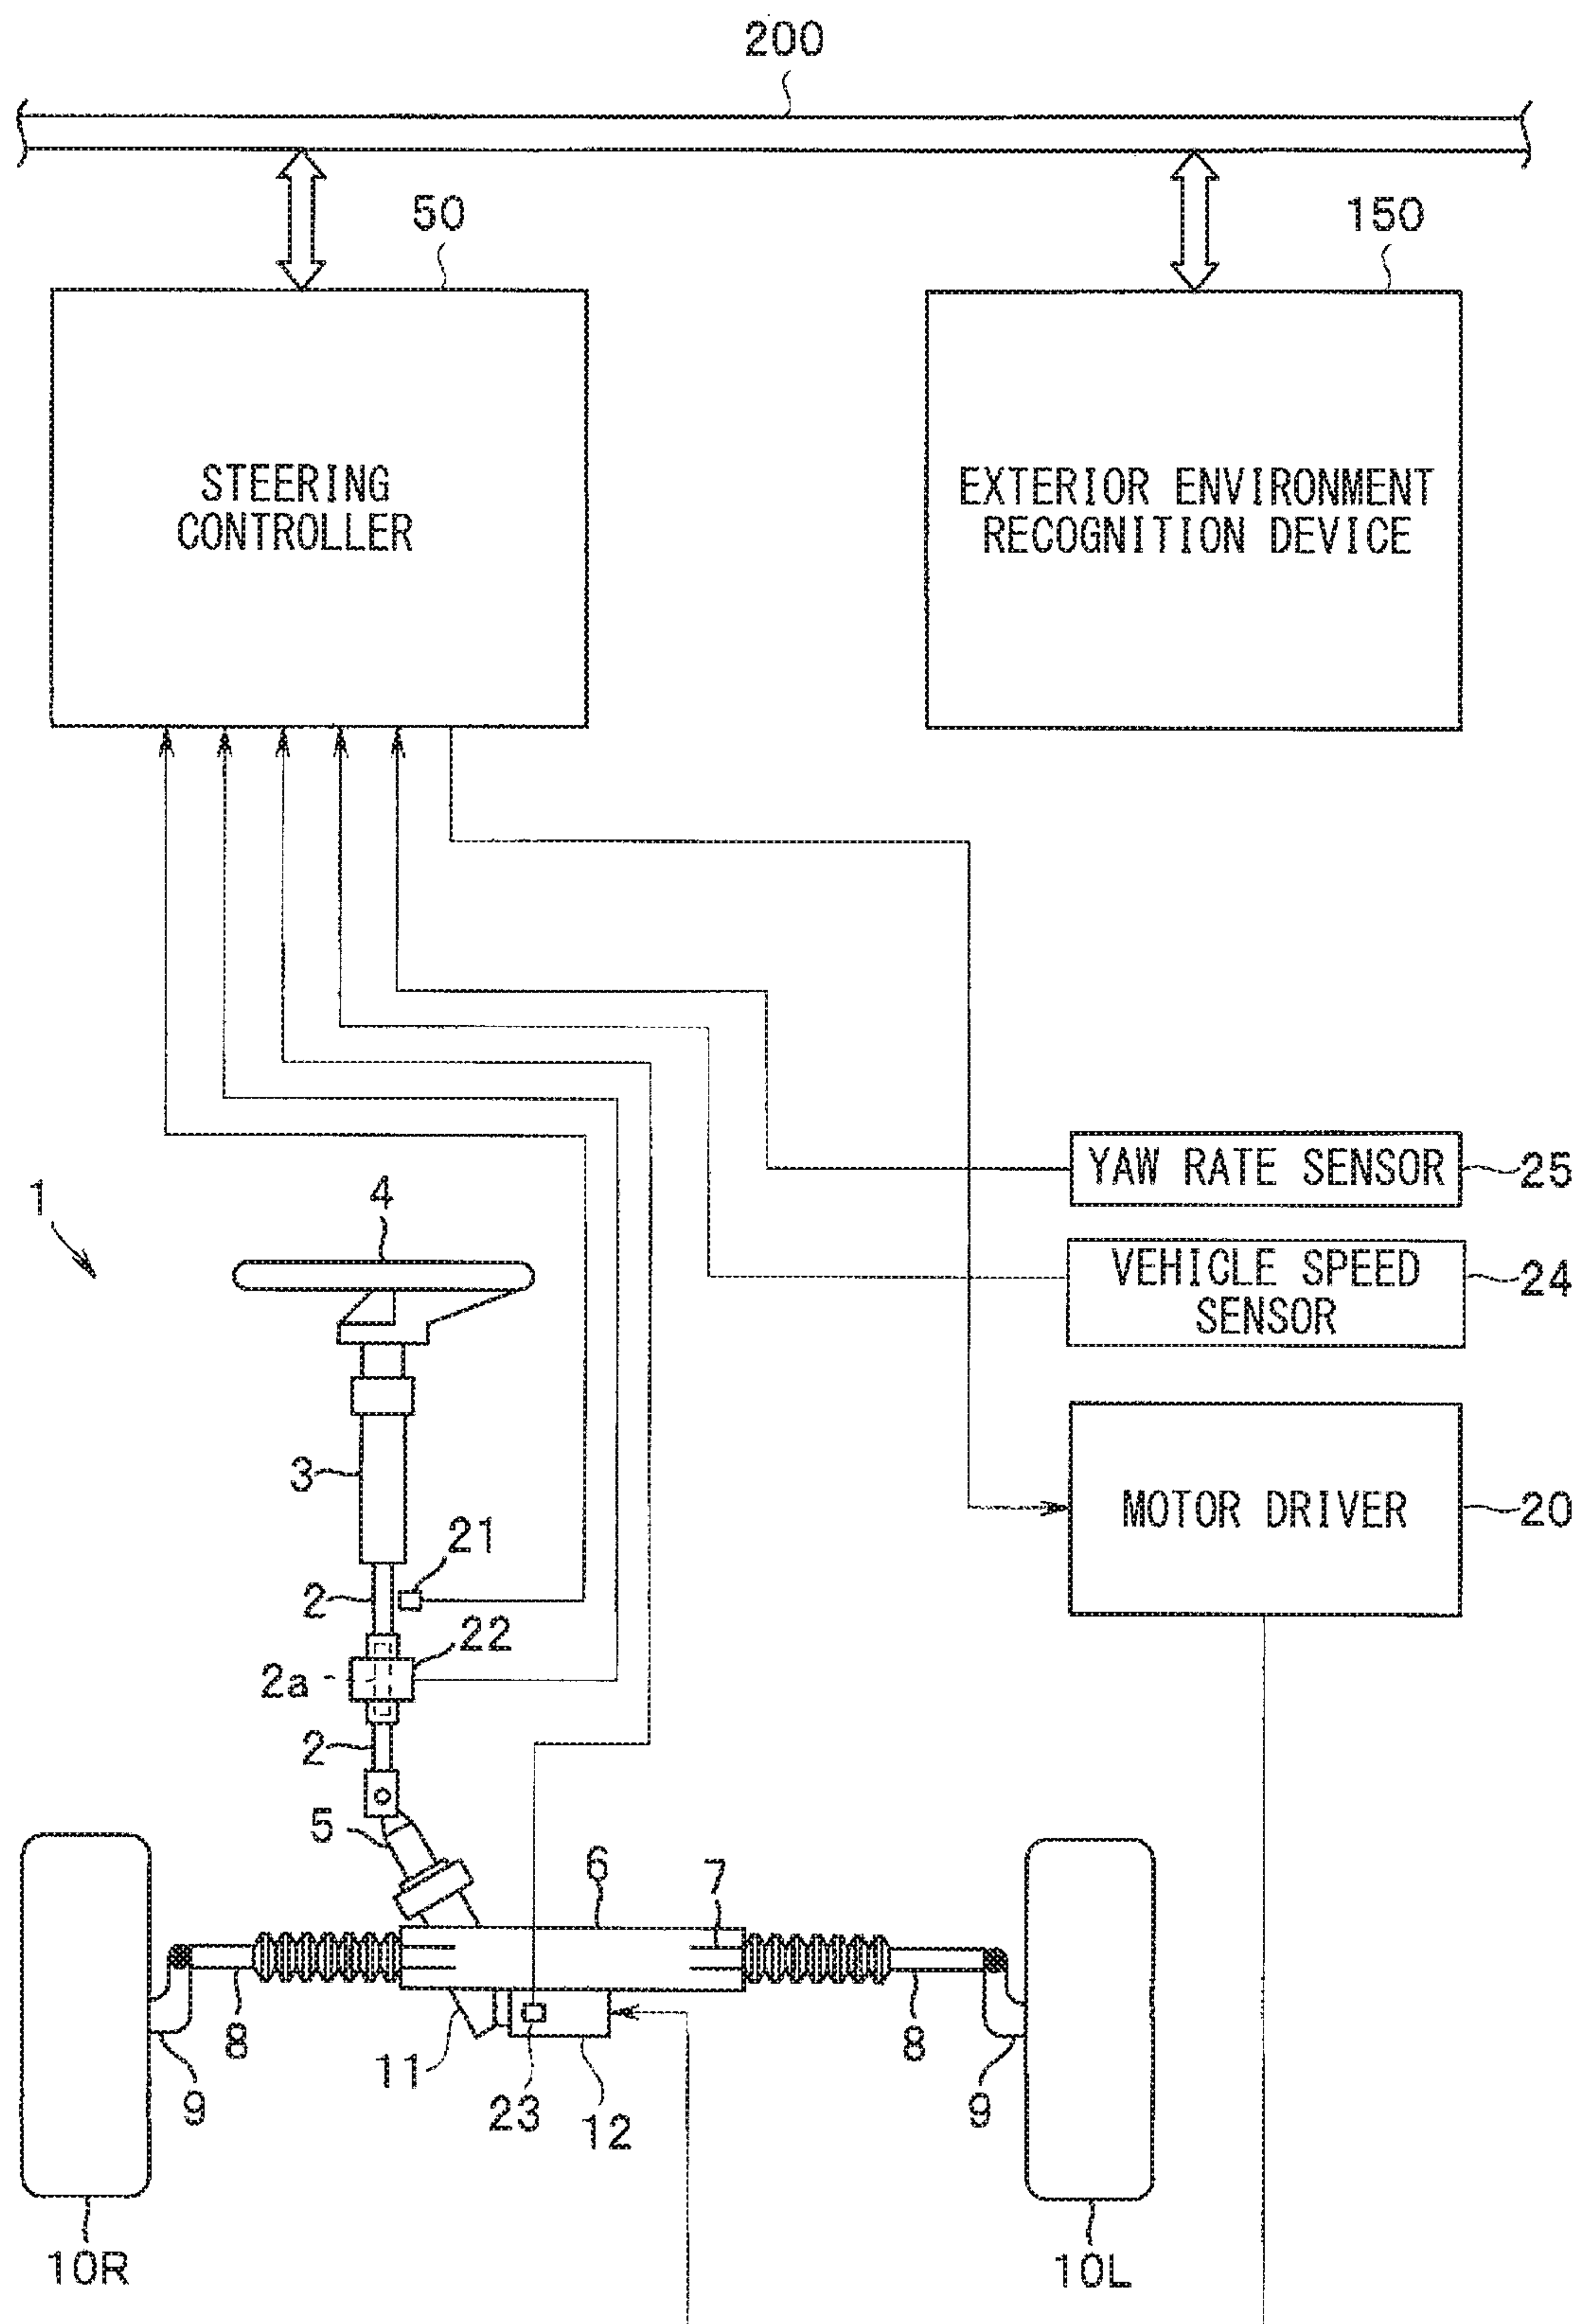 200
50
150
STEERING
CONTROLLER
EXTERIOR ENVIRONMENT
RECOGNITION DEVICE
YAW RATE SENSOR
25
1
4
VEHICLE SPEED
SENSOR
24
3
MOTOR DRIVER
20
21
2
22
2a
2
5
6
7
8
11
23
12
8
9
9
10R
10L